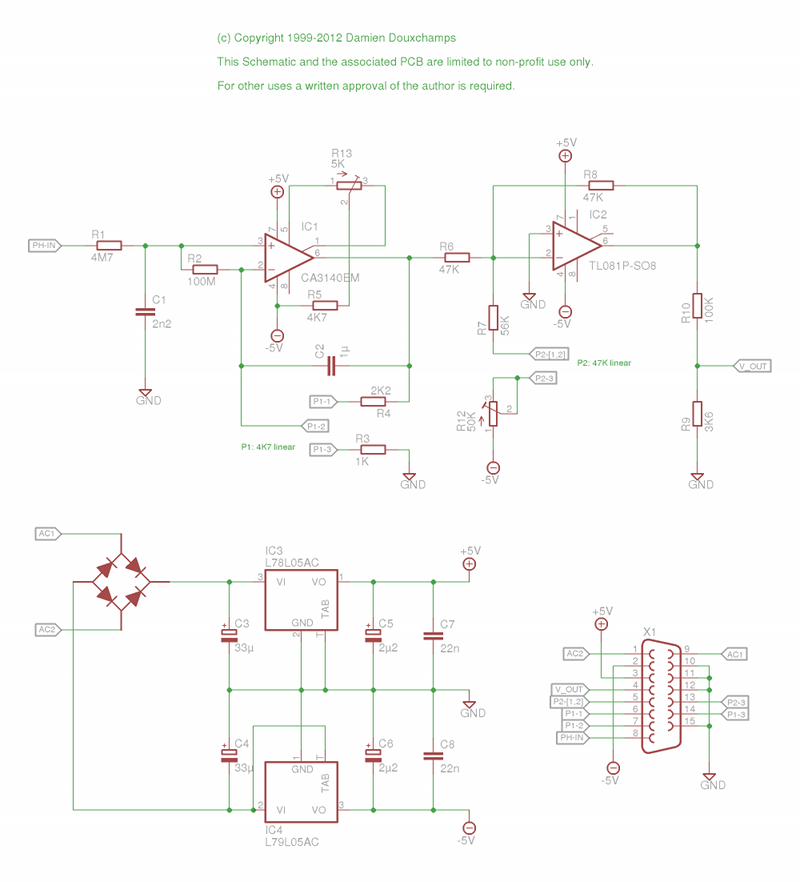 (c) Copyright 1999-2012 Damien Douxchamps
This Schematic and the associated PCB are limited to non-profit use only.
For other uses a written approval of the author is required.
+5V
R13
5K
1
3
2
+5V
R8
47K
7
5
IC1
7
1
IC2
PH-IN
R1
4M7
3
+
1
6
3
+
5
6
R2
100M
2
−
CA3140EM
R6
47K
2
−
TL081P-SO8
4
8
4
8
R5
4K7
GND
C1
2n2
-5V
-5V
R7
56K
R10
100K
C2
1µ
P2-[1,2]
P2: 47K linear
V_OUT
P2-3
GND
P1-1
2K2
R4
R12
50K
3
2
1
R9
3K6
P1-2
P1: 4K7 linear
P1-3
R3
1K
GND
-5V
GND
AC1
IC3
L78L05AC
+5V
3
VI
VO
1
GND
TAB
2
T
AC2
C3
33µ
C5
2µ2
C7
22n
+5V
X1
AC2
1
9
AC1
2
10
3
11
V_OUT
4
12
P2-[1,2]
5
13
P2-3
P1-1
6
14
P1-3
P1-2
7
15
PH-IN
8
-5V
GND
GND
C4
33µ
1
T
GND
TAB
C6
2µ2
C8
22n
2
VI
VO
3
IC4
L79L05AC
-5V